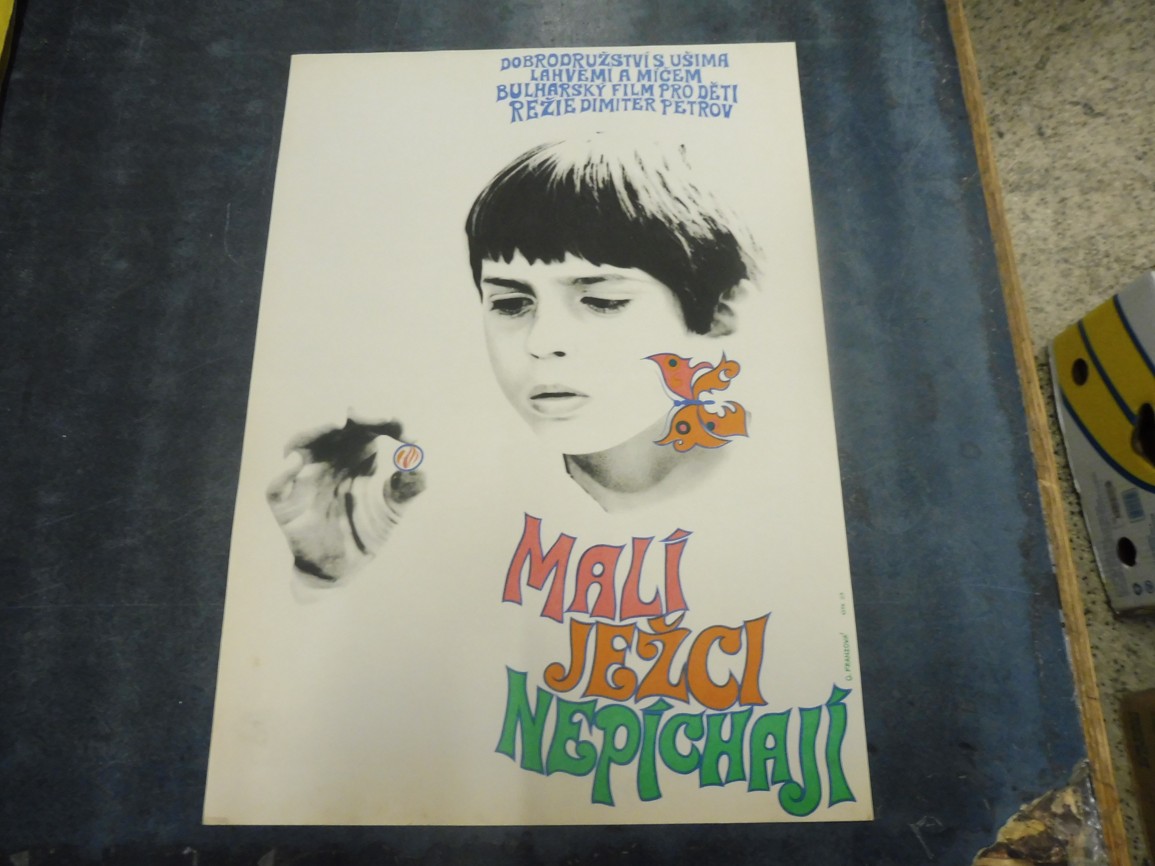 DOBRODRUŽSTVÍ S UŠIMA
LAHVEMI A MÍČEM
BULHARSKÝ FILM PRO DĚTI
REŽIE DIMITER PETROV
MALÍ
JEŽCI
NEPÍCHAJÍ